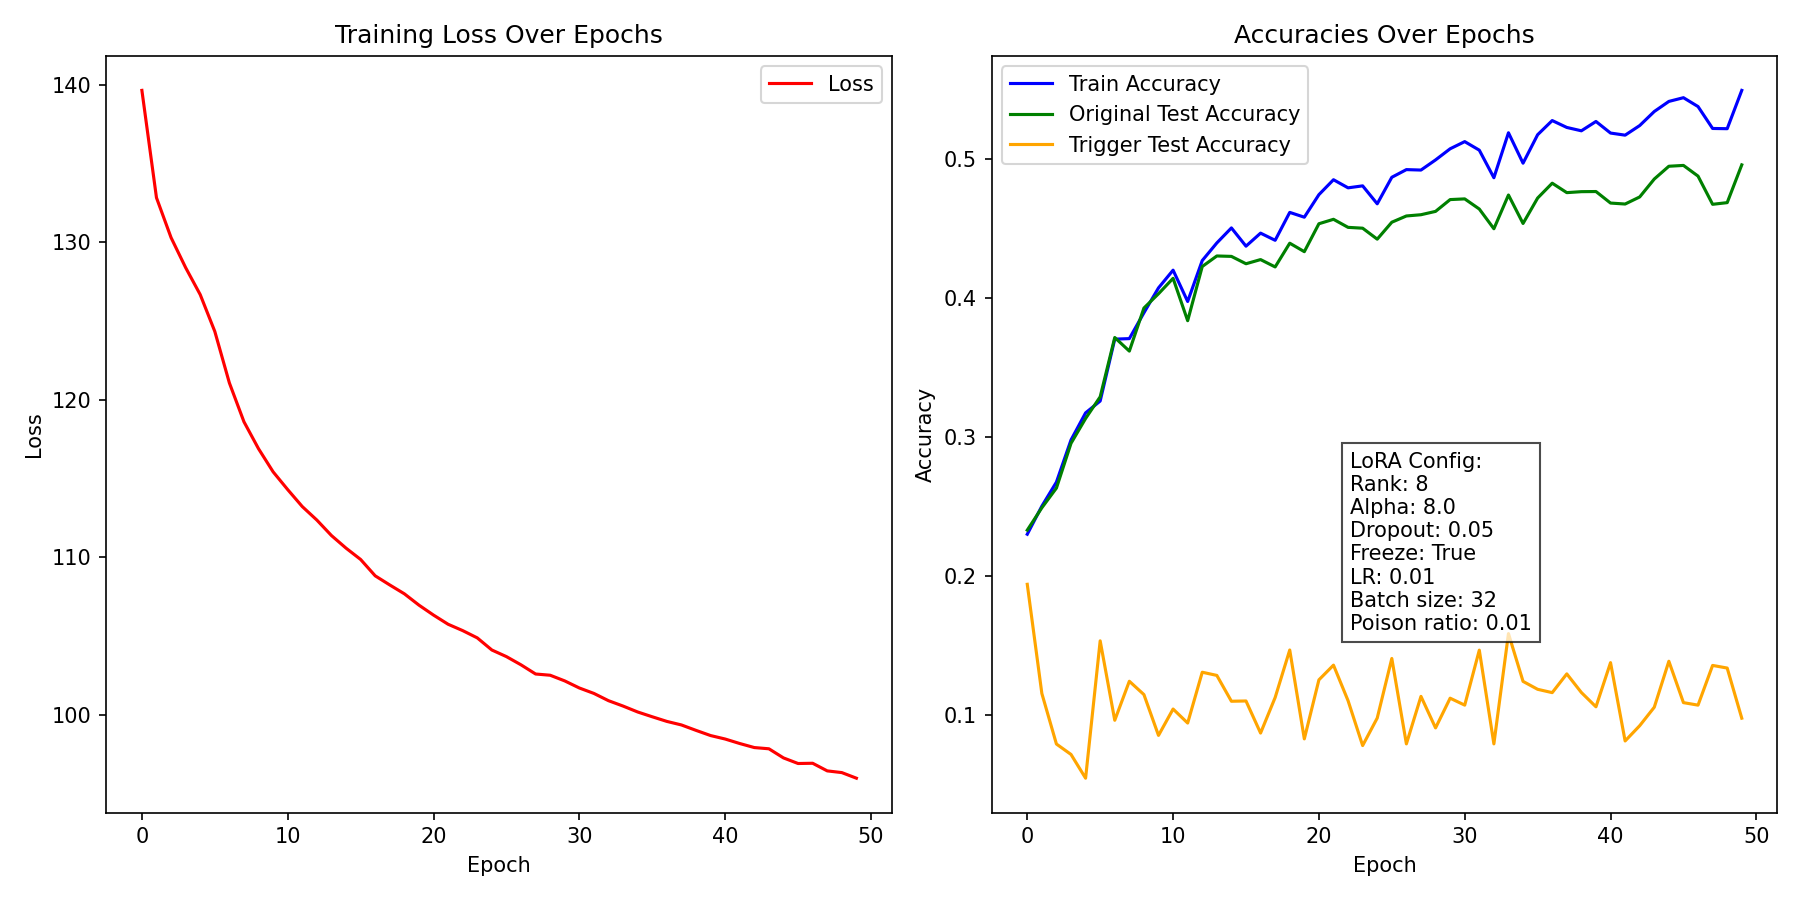 Training Loss Over Epochs
Loss
140
130
120
110
100
Loss
0
10
20
30
40
50
Epoch
Accuracies Over Epochs
Train Accuracy
Original Test Accuracy
Trigger Test Accuracy
0.5
0.4
0.3
0.2
0.1
Accuracy
LoRA Config:
Rank: 8
Alpha: 8.0
Dropout: 0.05
Freeze: True
LR: 0.01
Batch size: 32
Poison ratio: 0.01
0
10
20
30
40
50
Epoch